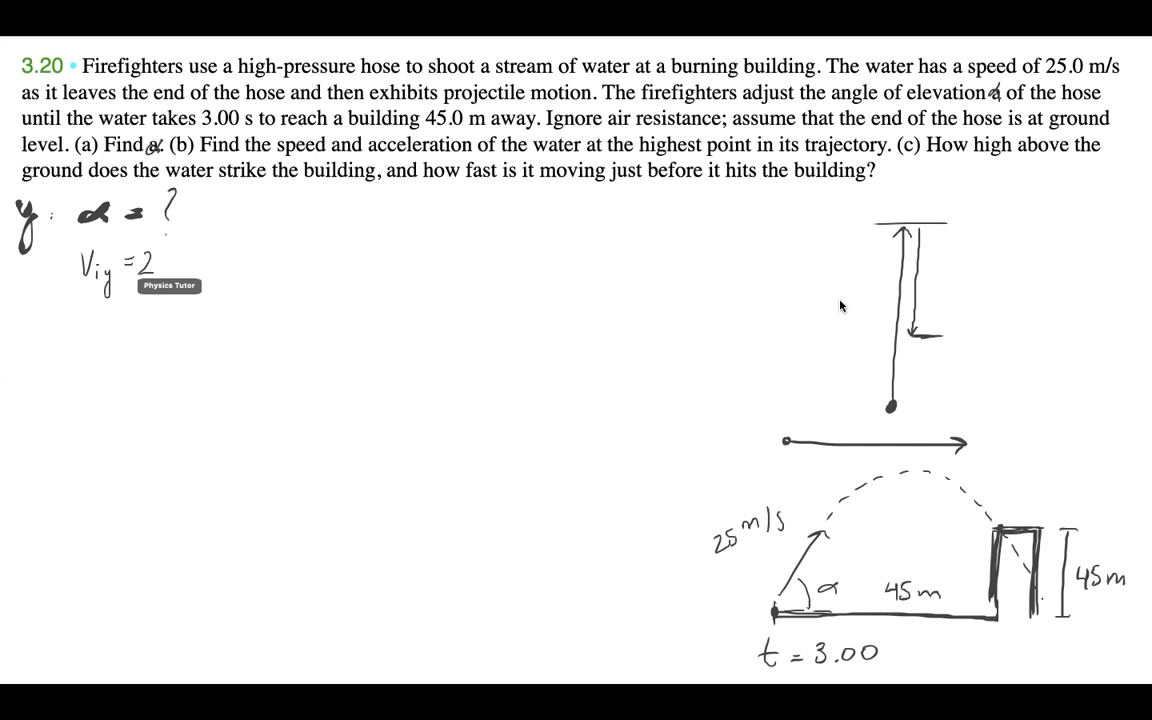 3.20 • Firefighters use a high-pressure hose to shoot a stream of water at a burning building. The water has a speed of 25.0 m/s
as it leaves the end of the hose and then exhibits projectile motion. The firefighters adjust the angle of elevation α of the hose
until the water takes 3.00 s to reach a building 45.0 m away. Ignore air resistance; assume that the end of the hose is at ground
level. (a) Find α. (b) Find the speed and acceleration of the water at the highest point in its trajectory. (c) How high above the
ground does the water strike the building, and how fast is it moving just before it hits the building?
y: α = ?
Viy = 2
Physics Tutor
25 m/s
α
45 m
45 m
t = 3.00